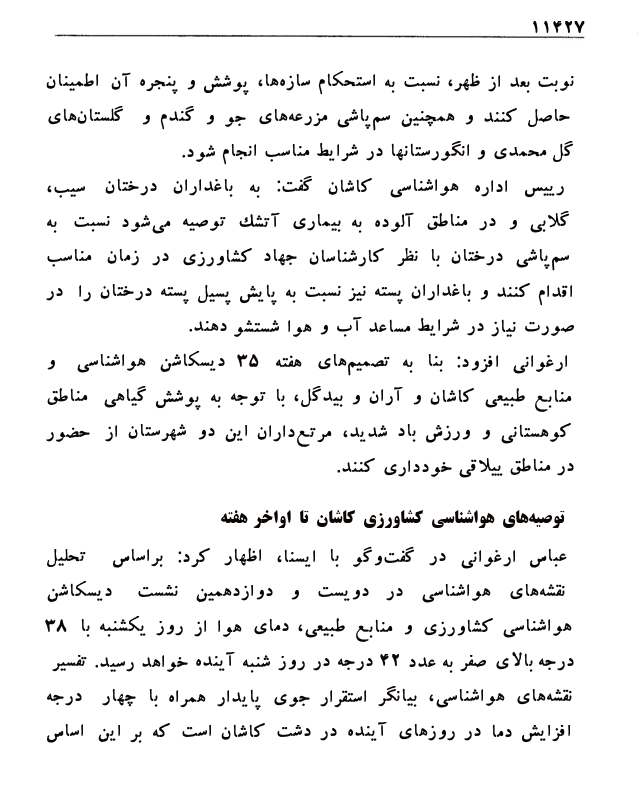 ۱۱۴۲۷
نوبت بعد از ظهر، نسبت به استحکام سازه‌ها، پوشش و پنجره آن اطمینان
حاصل کنند و همچنین سم‌پاشی مزرعه‌های جو و گندم و گلستان‌های
گل محمدی و انگورستانها در شرایط مناسب انجام شود.
رییس اداره هواشناسی کاشان گفت: به باغداران درختان سیب،
گلابی و در مناطق آلوده به بیماری آتشك توصیه می‌شود نسبت به
سم‌پاشی درختان با نظر کارشناسان جهاد کشاورزی در زمان مناسب
اقدام کنند و باغداران پسته نیز نسبت به پایش پسیل پسته درختان را در
صورت نیاز در شرایط مساعد آب و هوا شستشو دهند.
ارغوانی افزود: بنا به تصمیم‌های هفته ۳۵ دیسکاشن هواشناسی و
منابع طبیعی کاشان و آران و بیدگل، با توجه به پوشش گیاهی مناطق
کوهستانی و ورزش باد شدید، مرتع‌داران این دو شهرستان از حضور
در مناطق ییلاقی خودداری کنند.
توصیه‌های هواشناسی کشاورزی کاشان تا اواخر هفته
عباس ارغوانی در گفت‌وگو با ایسنا، اظهار کرد: براساس تحلیل
نقشه‌های هواشناسی در دویست و دوازدهمین نشست دیسکاشن
هواشناسی کشاورزی و منابع طبیعی، دمای هوا از روز یکشنبه با ۳۸
درجه بالای صفر به عدد ۴۲ درجه در روز شنبه آینده خواهد رسید. تفسیر
نقشه‌های هواشناسی، بیانگر استقرار جوی پایدار همراه با چهار درجه
افزایش دما در روزهای آینده در دشت کاشان است که بر این اساس